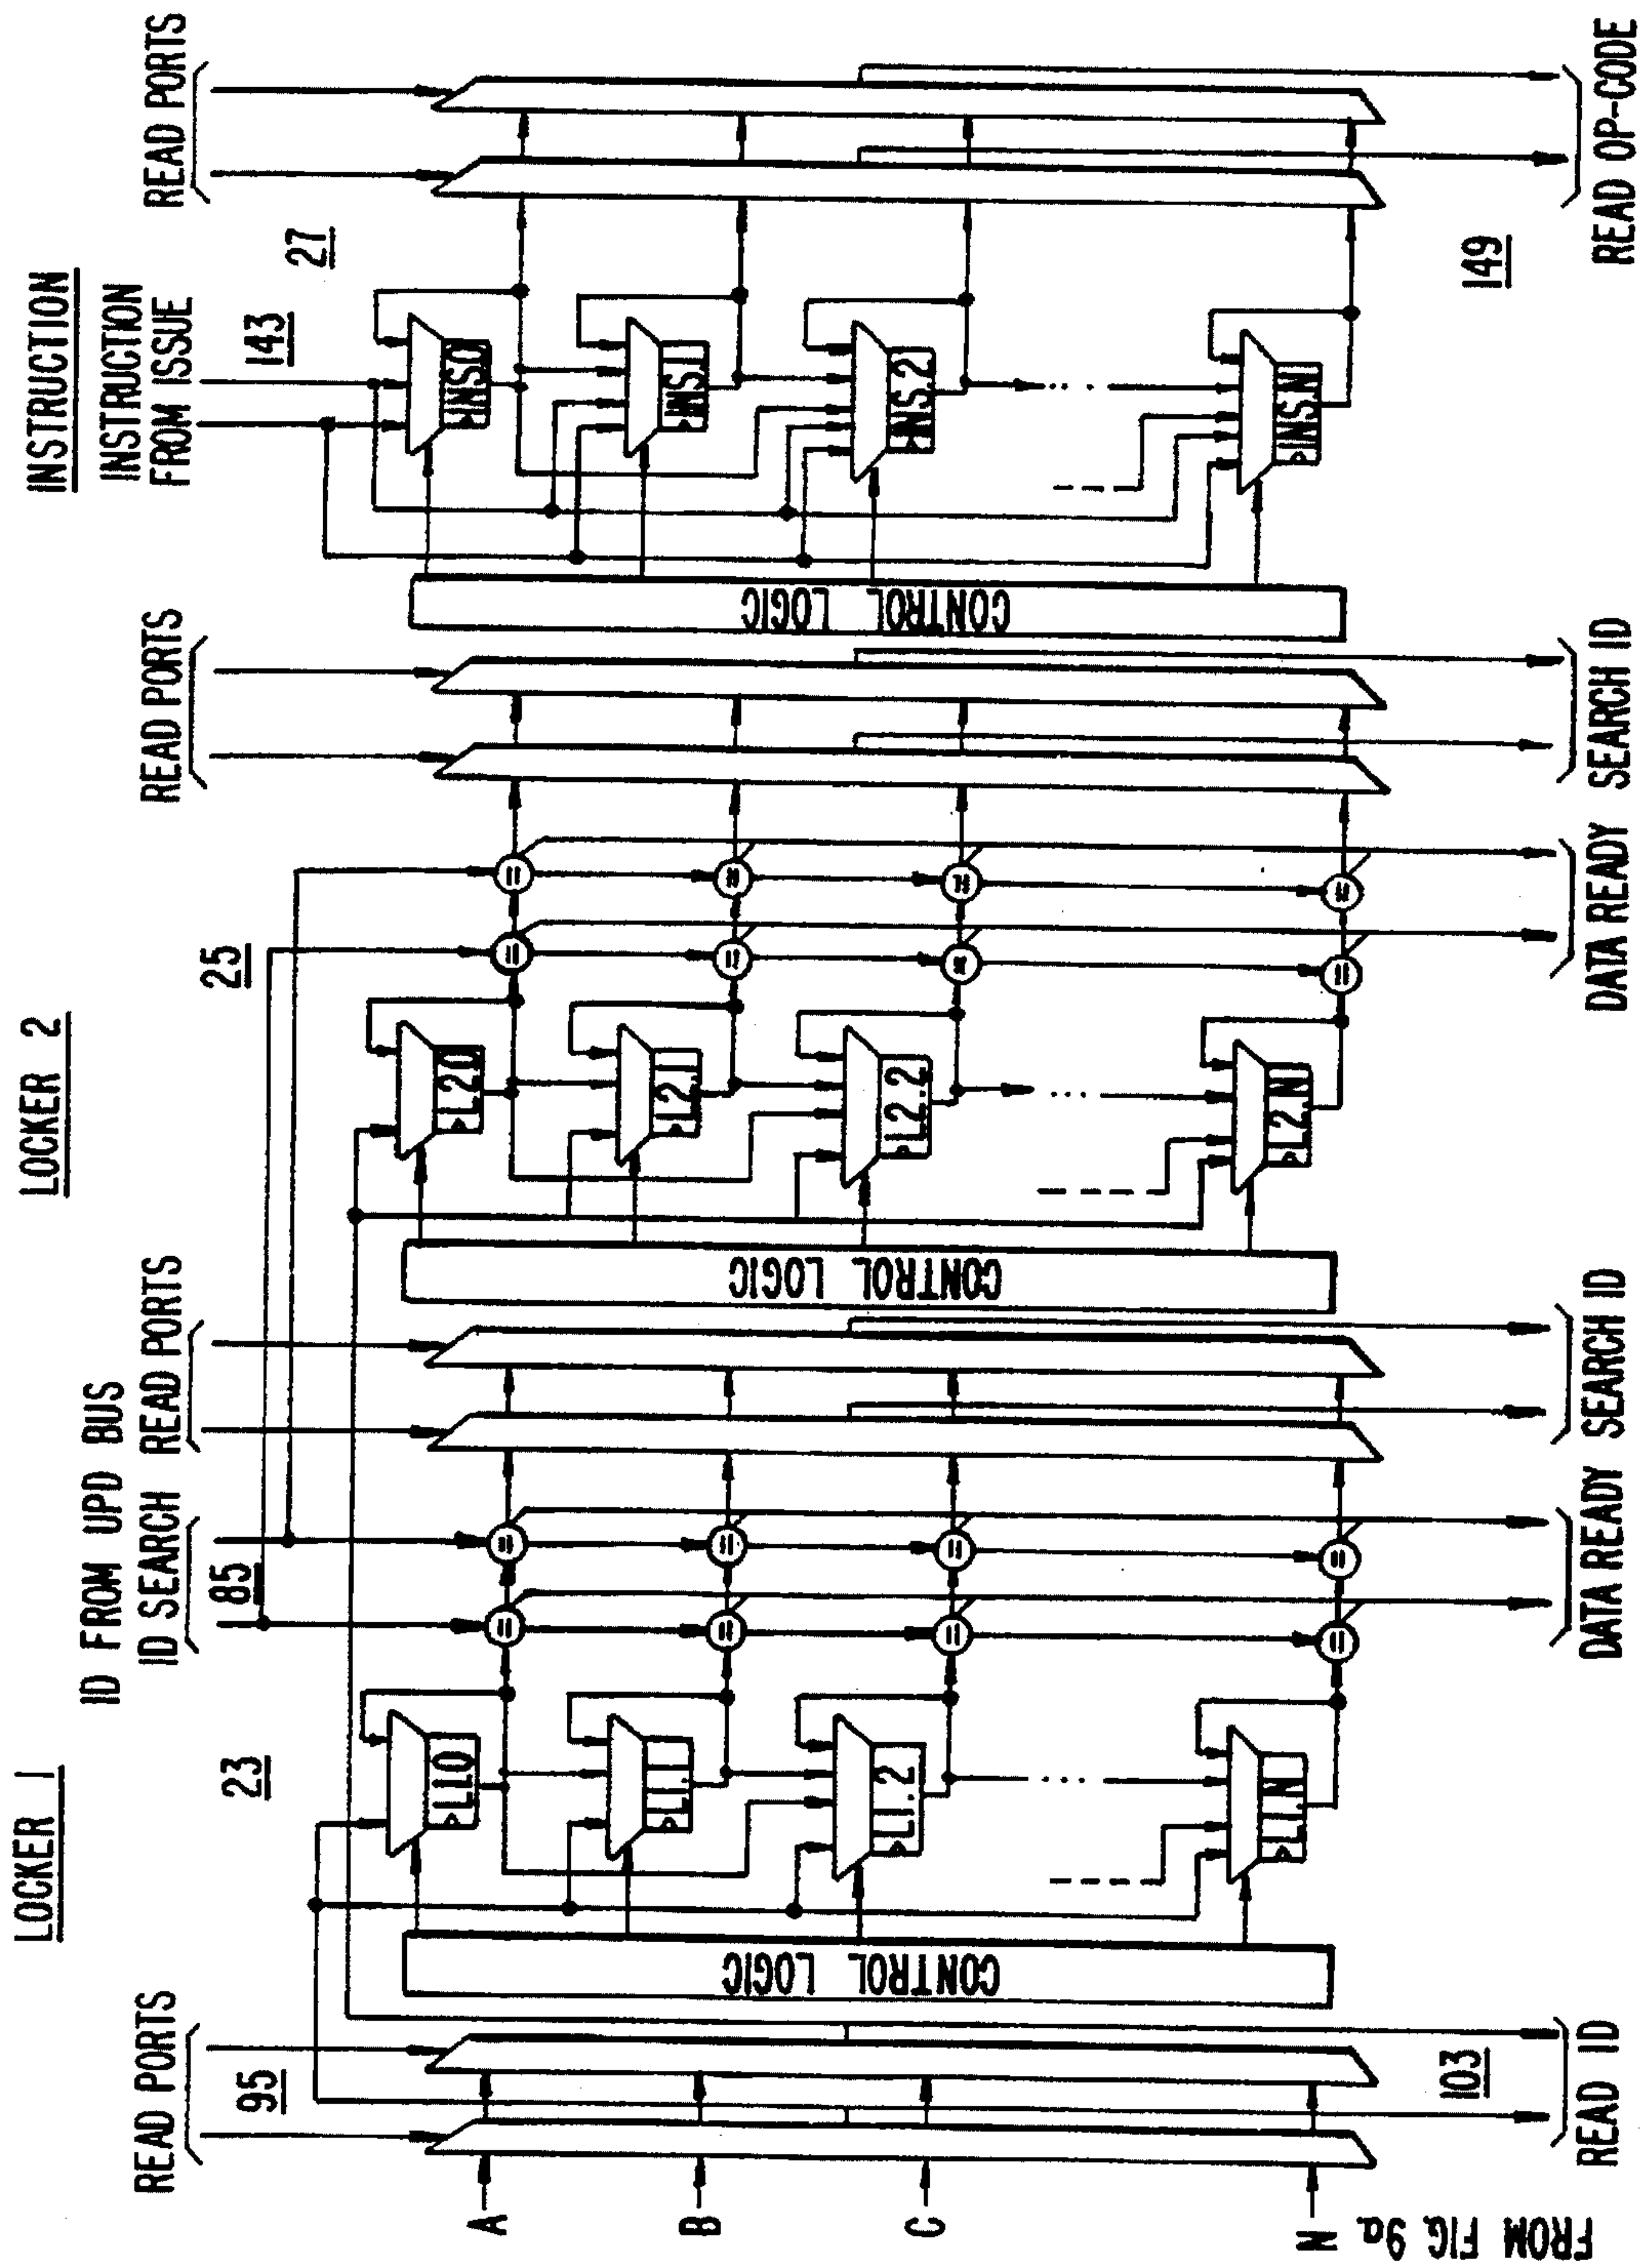 LOCKER 1
LOCKER 2
INSTRUCTION
READ PORTS
95
ID FROM UPD BUS
ID SEARCH
READ PORTS
85
READ PORTS
INSTRUCTION
FROM ISSUE
READ PORTS
23
25
143
27
A
B
C
N
FROM FIG 9a
CONTROL LOGIC
L1.0
L1.1
L1.2
L1.N
=
=
=
=
=
=
=
=
CONTROL LOGIC
L2.0
L2.1
L2.2
L2.N
=
=
=
=
=
=
=
=
CONTROL LOGIC
INS.0
INS.1
INS.2
INS.N
...
...
...
103
149
READ ID
DATA READY
SEARCH ID
DATA READY
SEARCH ID
READ OP-CODE